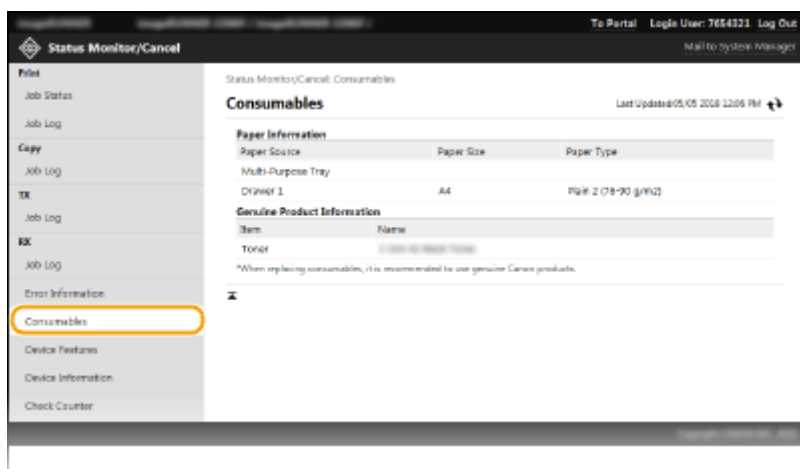 To Portal Login User: 7654321 Log Out
Status Monitor/Cancel
Mail to System Manager
Print
Job Status
Job Log
Copy
Job Log
TX
Job Log
RX
Job Log
Error Information
Consumables
Device Features
Device Information
Check Counter
Status Monitor/Cancel: Consumables
Consumables
Last Updated:05/05 2018 12:06 PM
Paper Information
Paper Source Paper Size Paper Type
Multi-Purpose Tray
Drawer 1 A4 Plain 2 (76-90 g/m2)
Genuine Product Information
Item Name
Toner
*When replacing consumables, it is recommended to use genuine Canon products.